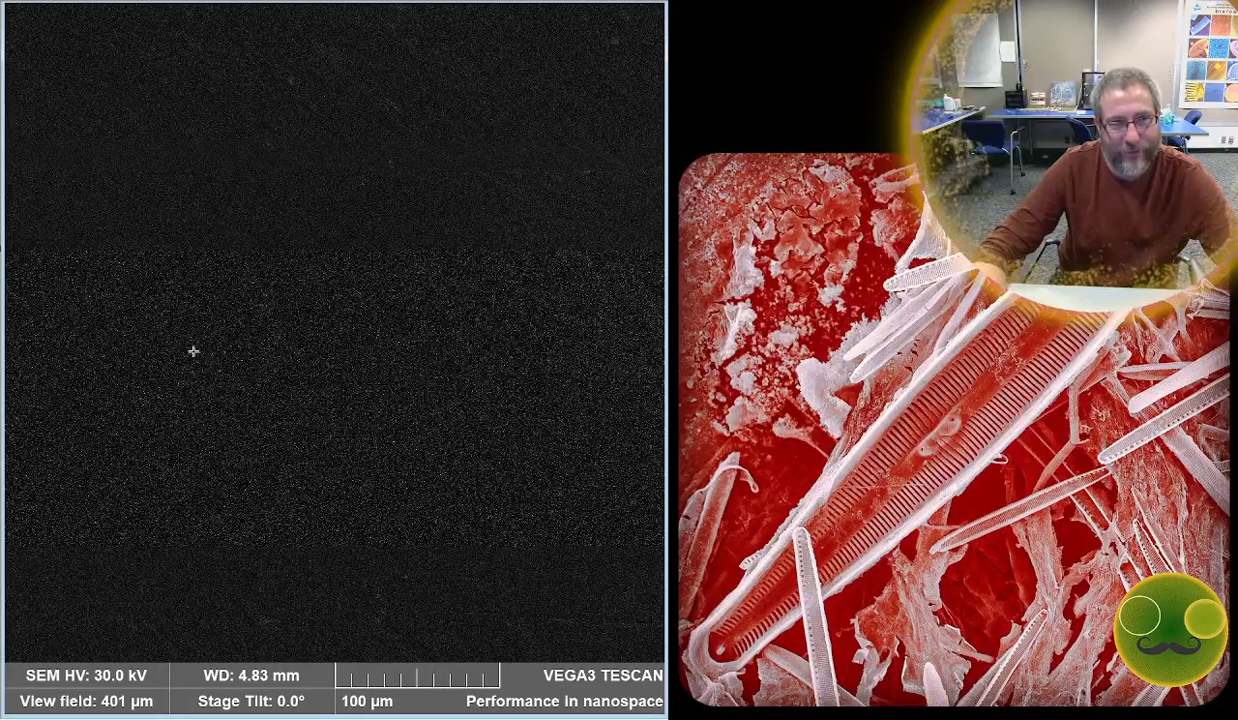 SEM HV: 30.0 kV WD: 4.83 mm VEGA3 TESCAN
View field: 401 µm Stage Tilt: 0.0° 100 µm Performance in nanospace